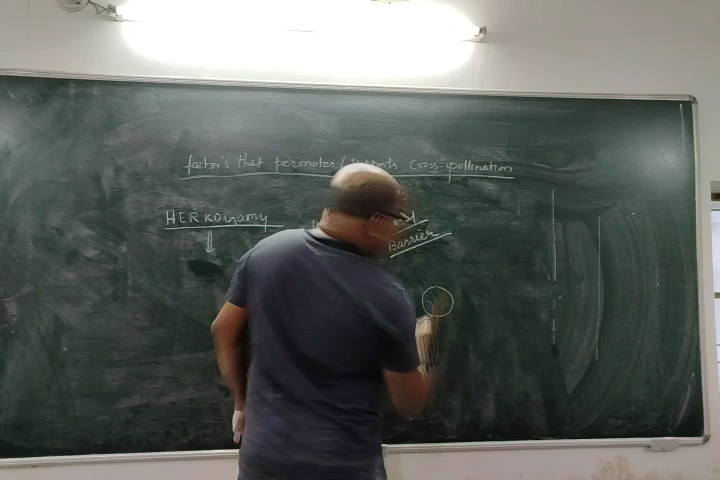 factor's that permotes / supports cross-pollination
HERKOGamy
Barrier